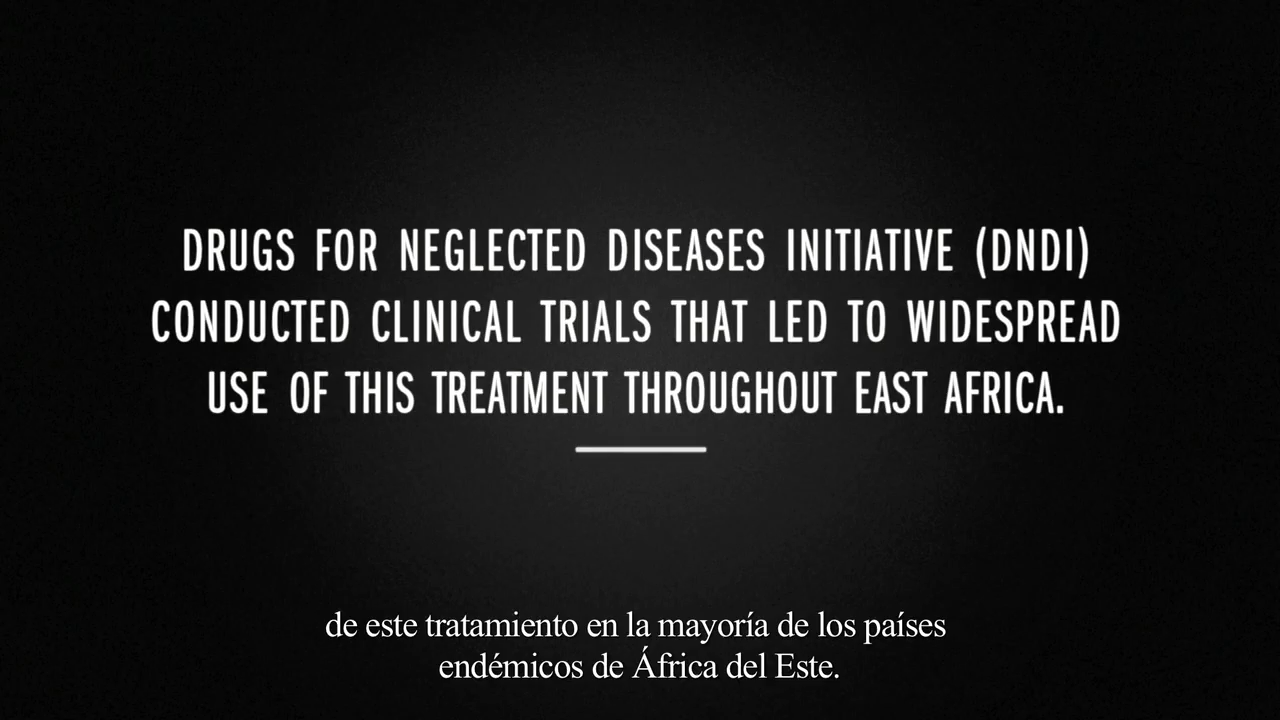 DRUGS FOR NEGLECTED DISEASES INITIATIVE (DNDI)
CONDUCTED CLINICAL TRIALS THAT LED TO WIDESPREAD
USE OF THIS TREATMENT THROUGHOUT EAST AFRICA.
de este tratamiento en la mayoría de los países
endémicos de África del Este.